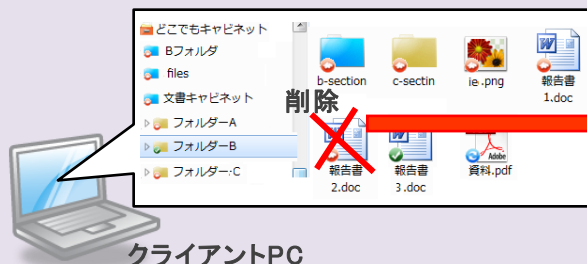 どこでもキャビネット
Bフォルダ
files
文書キャビネット
フォルダーA
フォルダーB
フォルダー･C
b-section
c-sectin
ie.png
報告書
1.doc
削除
報告書
2.doc
報告書
3.doc
Adobe
資料.pdf
クライアントPC